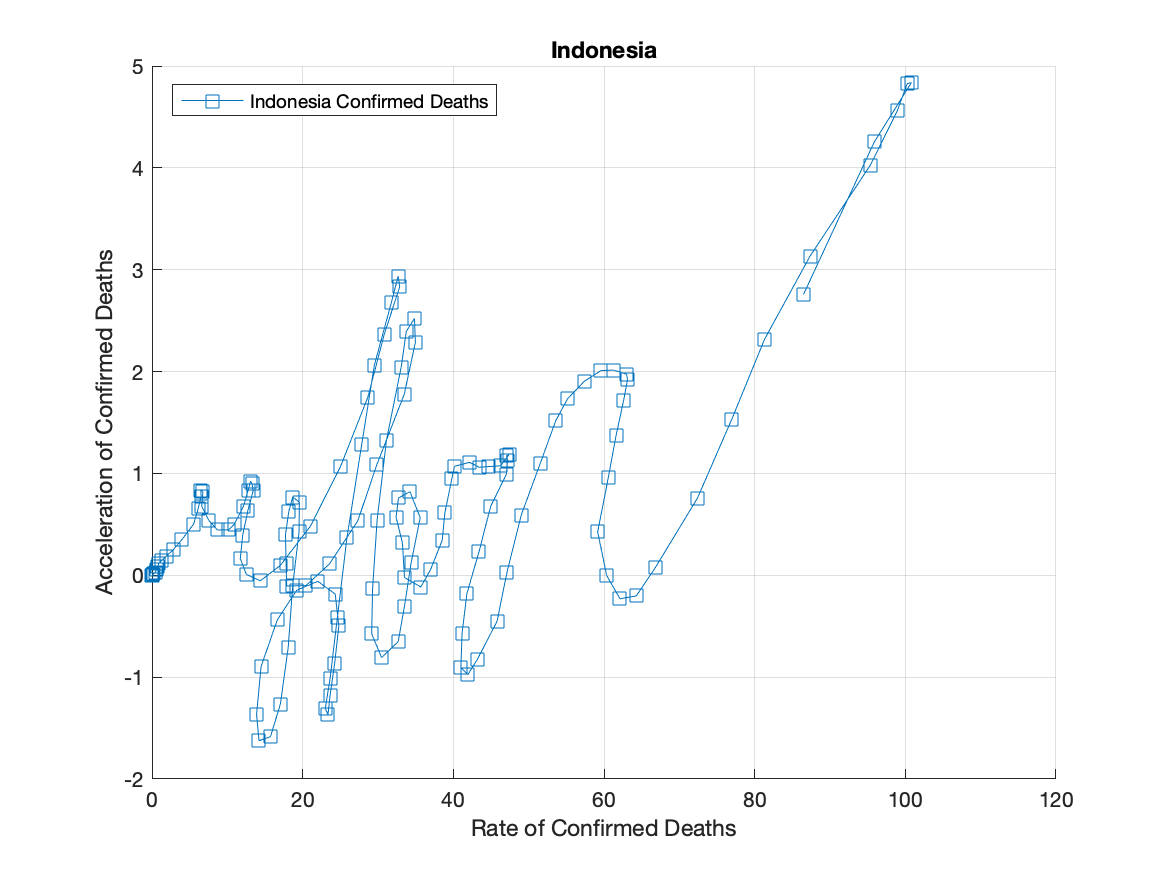 Indonesia
5
Indonesia Confirmed Deaths
4
3
2
1
0
-1
-2
Acceleration of Confirmed Deaths
0 20 40 60 80 100 120
Rate of Confirmed Deaths